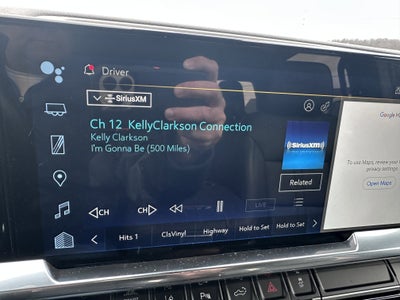 Driver
SiriusXM
Ch 12 KellyClarkson Connection
Kelly Clarkson
I'm Gonna Be (500 Miles)
SiriusXM
Related
CH
CH
LIVE
Hits 1
ClsVinyl
Highway
Hold to Set
Hold to Set
Google
To use Maps, review your
privacy settings.
Open Maps